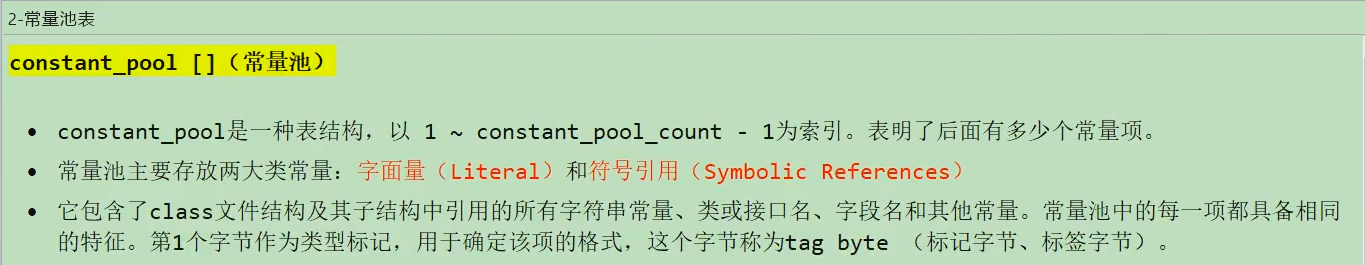 2-常量池表
constant_pool []（常量池）
• constant_pool是一种表结构，以 1 ~ constant_pool_count - 1为索引。表明了后面有多少个常量项。
• 常量池主要存放两大类常量：字面量（Literal）和符号引用（Symbolic References）
• 它包含了class文件结构及其子结构中引用的所有字符串常量、类或接口名、字段名和其他常量。常量池中的每一项都具备相同
的特征。第1个字节作为类型标记，用于确定该项的格式，这个字节称为tag byte （标记字节、标签字节）。